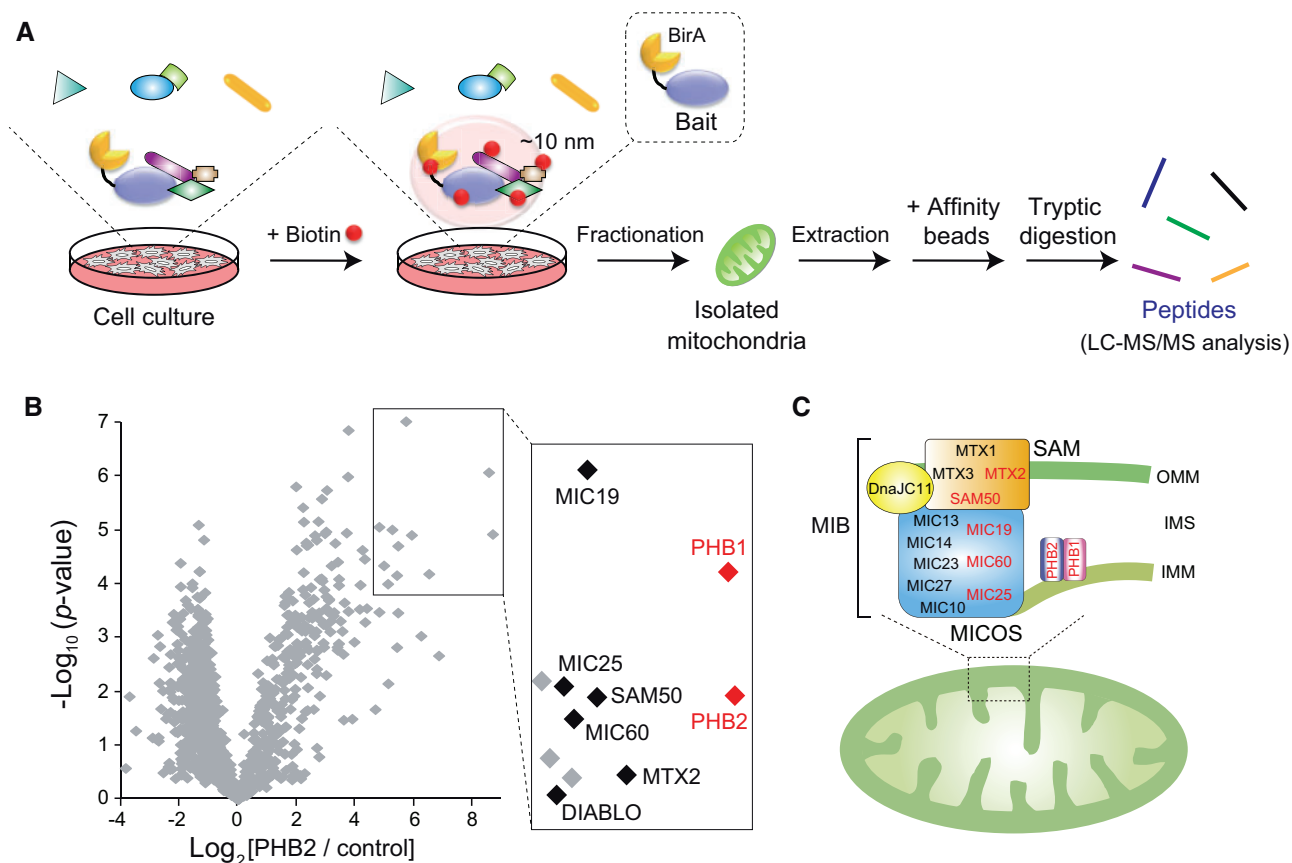 A
BirA
Bait
~10 nm
+ Biotin
Fractionation
Extraction
+ Affinity
beads
Tryptic
digestion
Cell culture
Isolated
mitochondria
Peptides
(LC-MS/MS analysis)
B
-Log10 (p-value)
7
6
5
4
3
2
1
0
-4
-2
0
2
4
6
8
Log2 [PHB2 / control]
MIC19
PHB1
MIC25
SAM50
PHB2
MIC60
MTX2
DIABLO
C
MIB
SAM
MTX1
MTX3 MTX2
DnaJC11
SAM50
OMM
MIC13 MIC19
MIC14
MIC23 MIC60
MIC27 MIC25
MIC10
PHB2
PHB1
IMS
IMM
MICOS